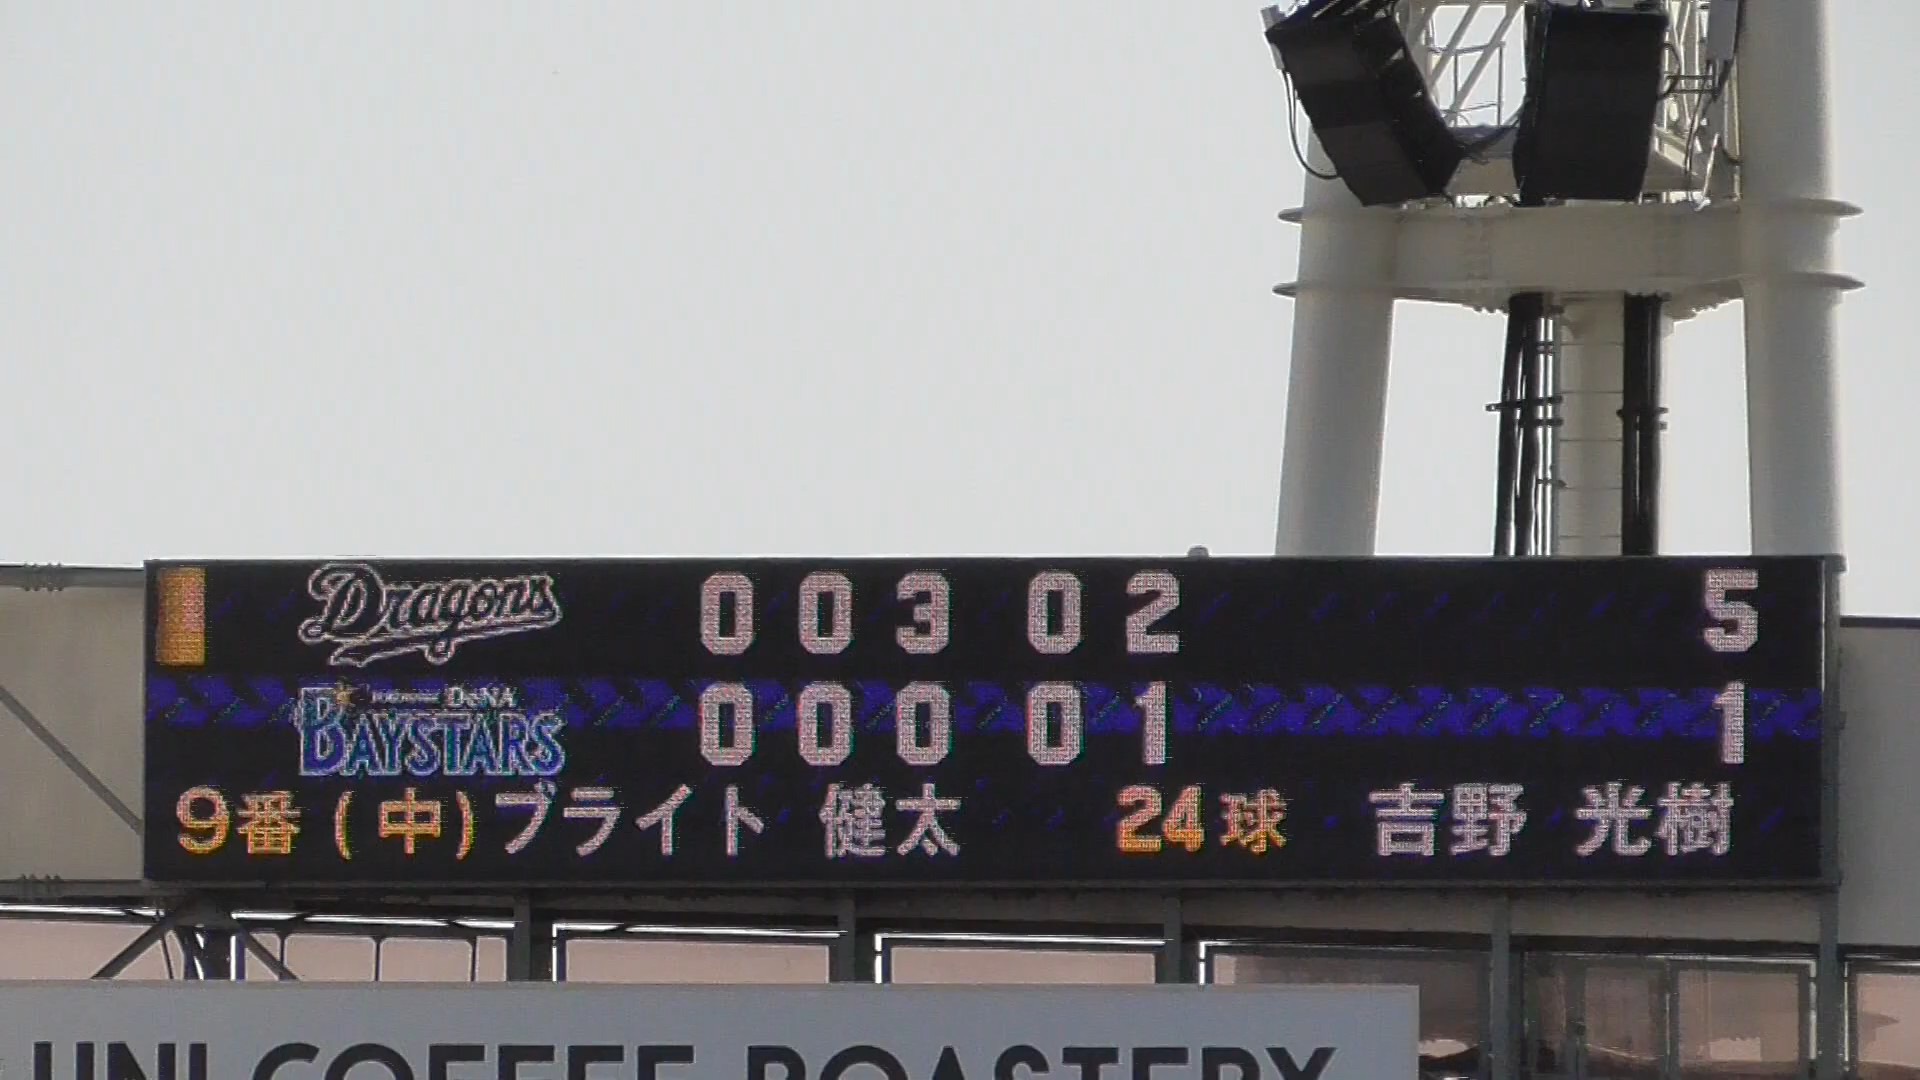 Dragons 0 0 3 0 2 5
DeNA
BAYSTARS 0 0 0 0 1 1
9番 (中) ブライト 健太 24球 吉野 光樹
UNI COFFEE ROASTERY